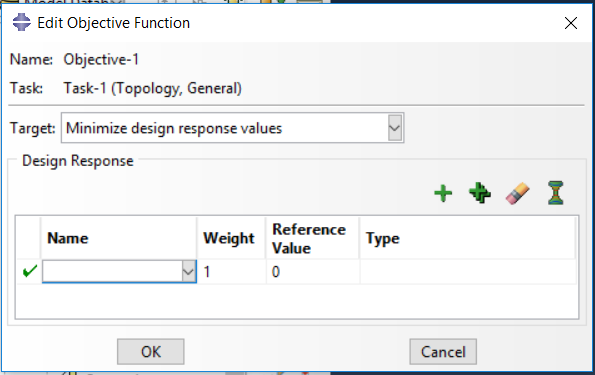 Edit Objective Function
Name: Objective-1
Task: Task-1 (Topology, General)
Target: Minimize design response values
Design Response
Name Weight Reference Value Type
1 0
OK Cancel